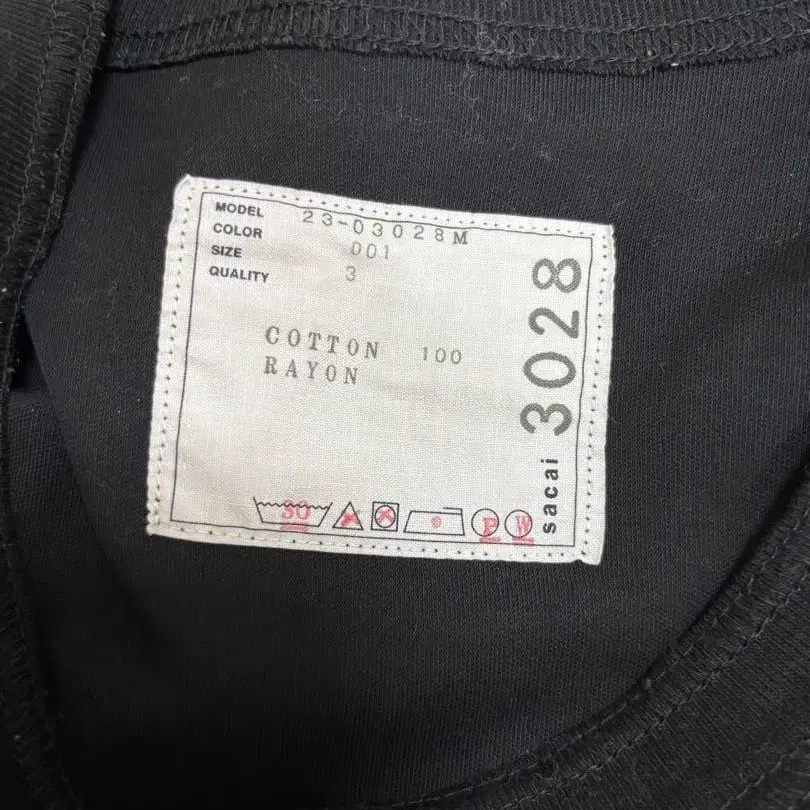 MODEL 23-03028M
COLOR 001
SIZE 3
QUALITY
COTTON 100
RAYON
30
P W
sacai 3028